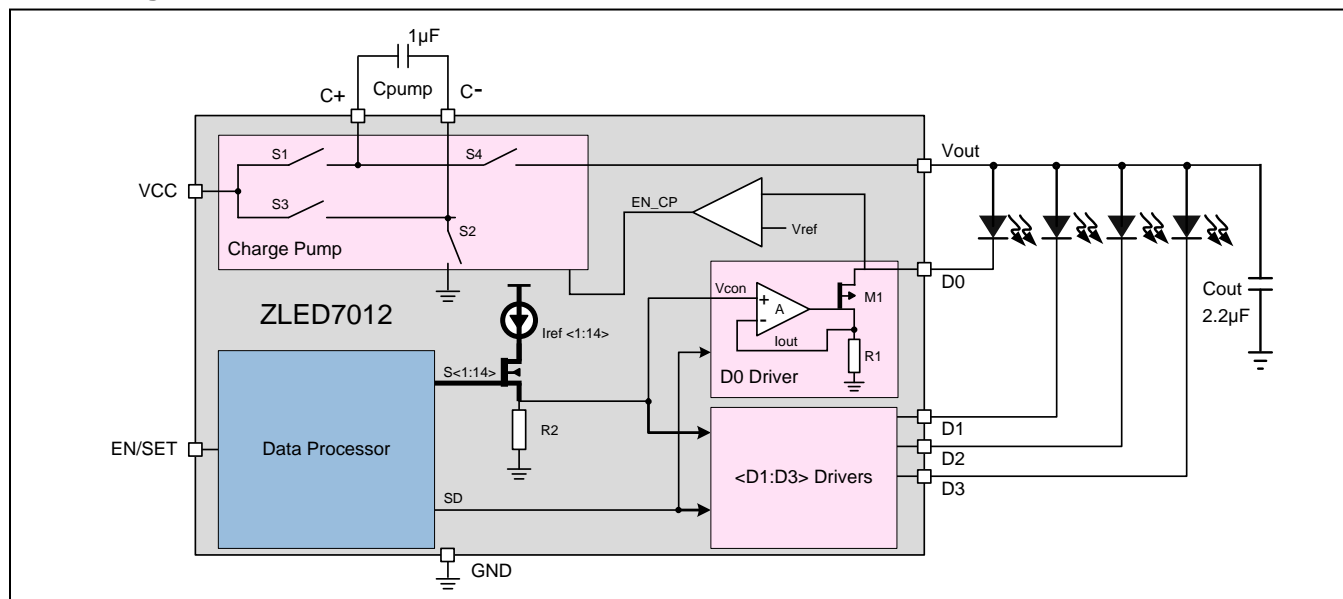 1µF
Cpump
C+
C-
S1
S4
Vout
VCC
S3
EN_CP
S2
Vref
Charge Pump
D0
Vcon
M1
Cout
2.2µF
ZLED7012
A
Iref <1:14>
Iout
R1
S<1:14>
D0 Driver
R2
D1
EN/SET
Data Processor
D2
<D1:D3> Drivers
D3
SD
GND